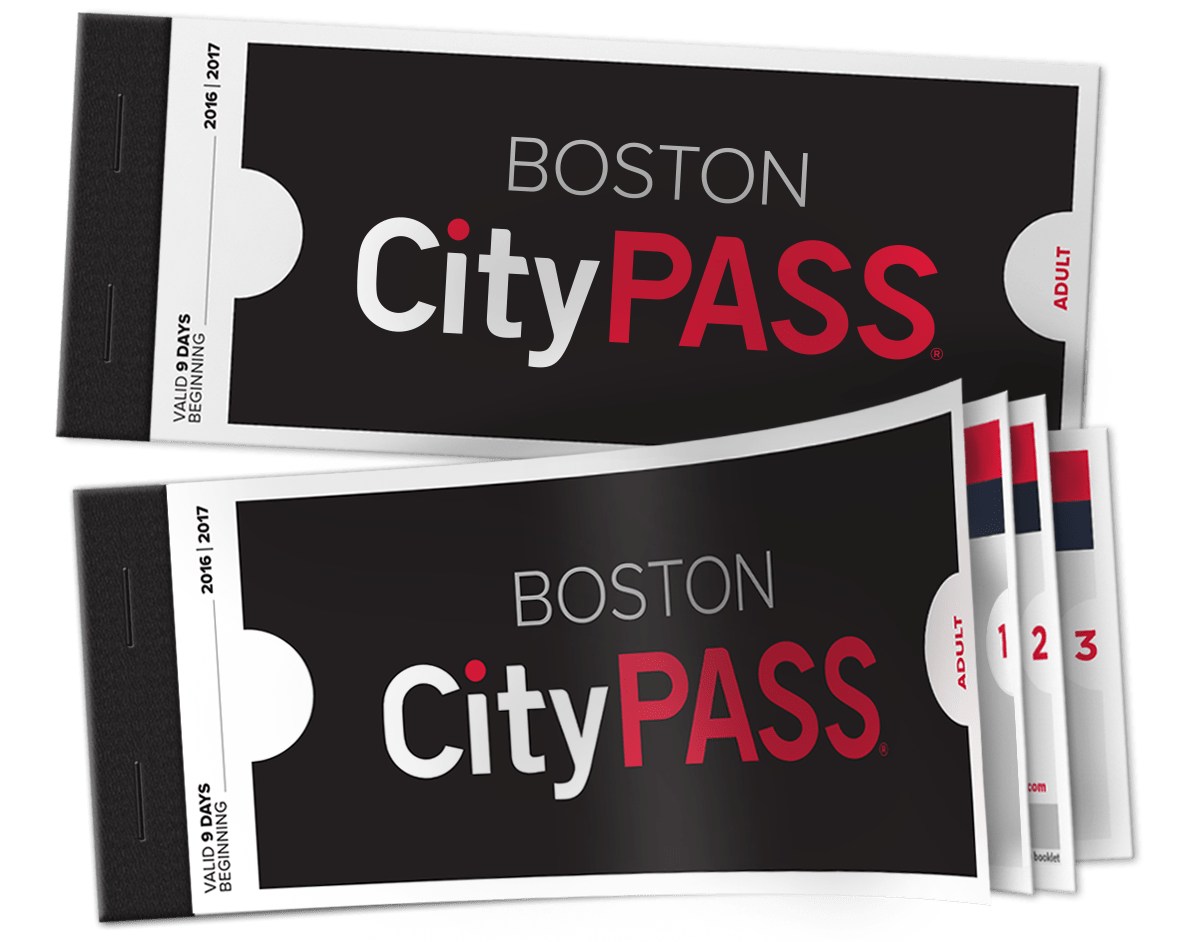 VALID 9 DAYS
BEGINNING
2016 | 2017
BOSTON
CityPASS®
ADULT
VALID 9 DAYS
BEGINNING
2016 | 2017
BOSTON
CityPASS®
ADULT
1
2
3
.com
booklet